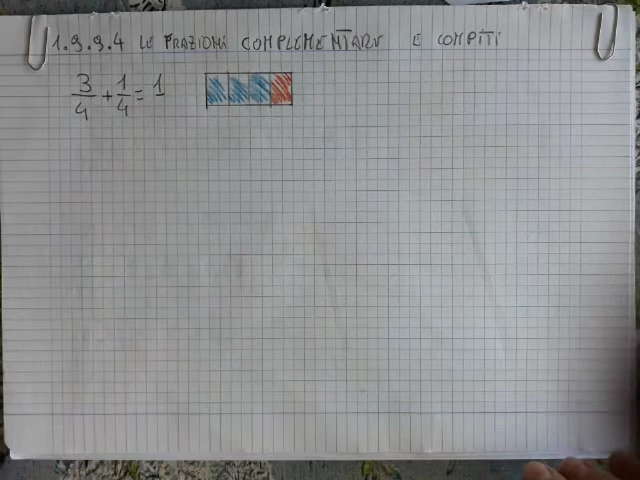 1.9.9.4 LE FRAZIONI COMPLEMENTARI E COMPITI
3/4 + 1/4 = 1